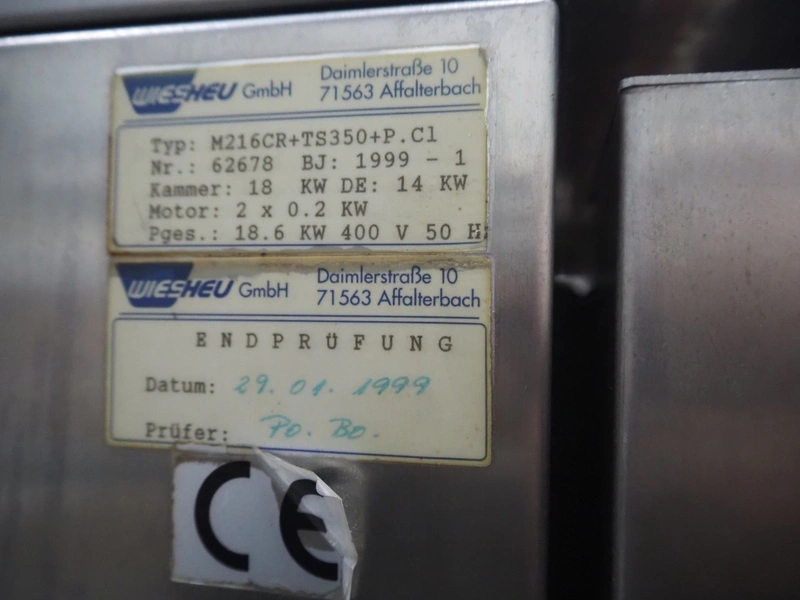 WIESHEU GmbH Daimlerstraße 10
71563 Affalterbach
Typ: M216CR+TS350+P.Cl
Nr.: 62678 BJ: 1999 - 1
Kammer: 18 KW DE: 14 KW
Motor: 2 x 0.2 KW
Pges.: 18.6 KW 400 V 50 Hz
WIESHEU GmbH Daimlerstraße 10
71563 Affalterbach
ENDPRÜFUNG
Datum: 29.01.1999
Prüfer: Po. Bo.
CE